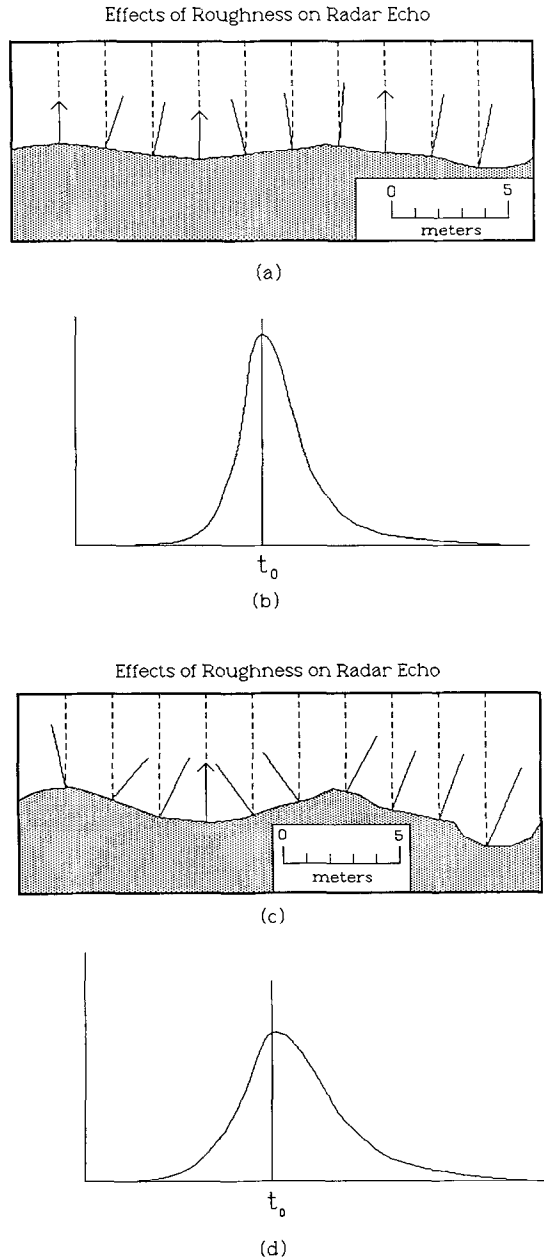 Effects of Roughness on Radar Echo
0 5
meters
(a)
t₀
(b)
Effects of Roughness on Radar Echo
0 5
meters
(c)
t₀
(d)